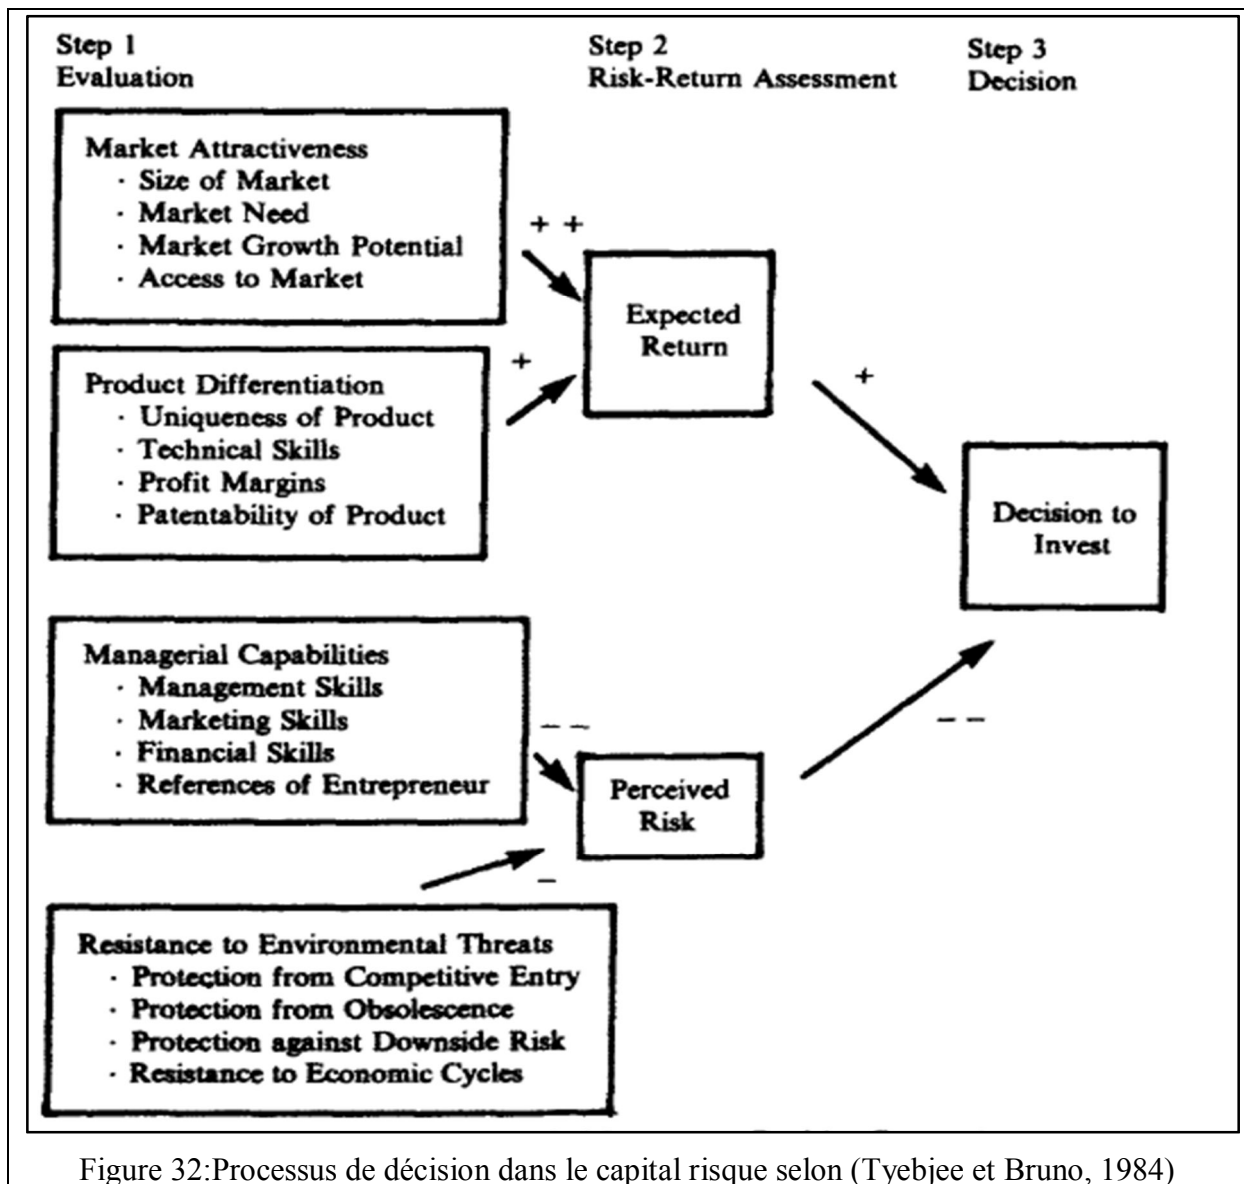 Step 1
Evaluation
Step 2
Risk-Return Assessment
Step 3
Decision
Market Attractiveness
· Size of Market
· Market Need
· Market Growth Potential
· Access to Market
+ +
Expected
Return
Product Differentiation
· Uniqueness of Product
· Technical Skills
· Profit Margins
· Patentability of Product
+
+
Decision to
Invest
Managerial Capabilities
· Management Skills
· Marketing Skills
· Financial Skills
· References of Entrepreneur
- -
Perceived
Risk
- -
-
Resistance to Environmental Threats
· Protection from Competitive Entry
· Protection from Obsolescence
· Protection against Downside Risk
· Resistance to Economic Cycles
Figure 32:Processus de décision dans le capital risque selon (Tyebjee et Bruno, 1984)